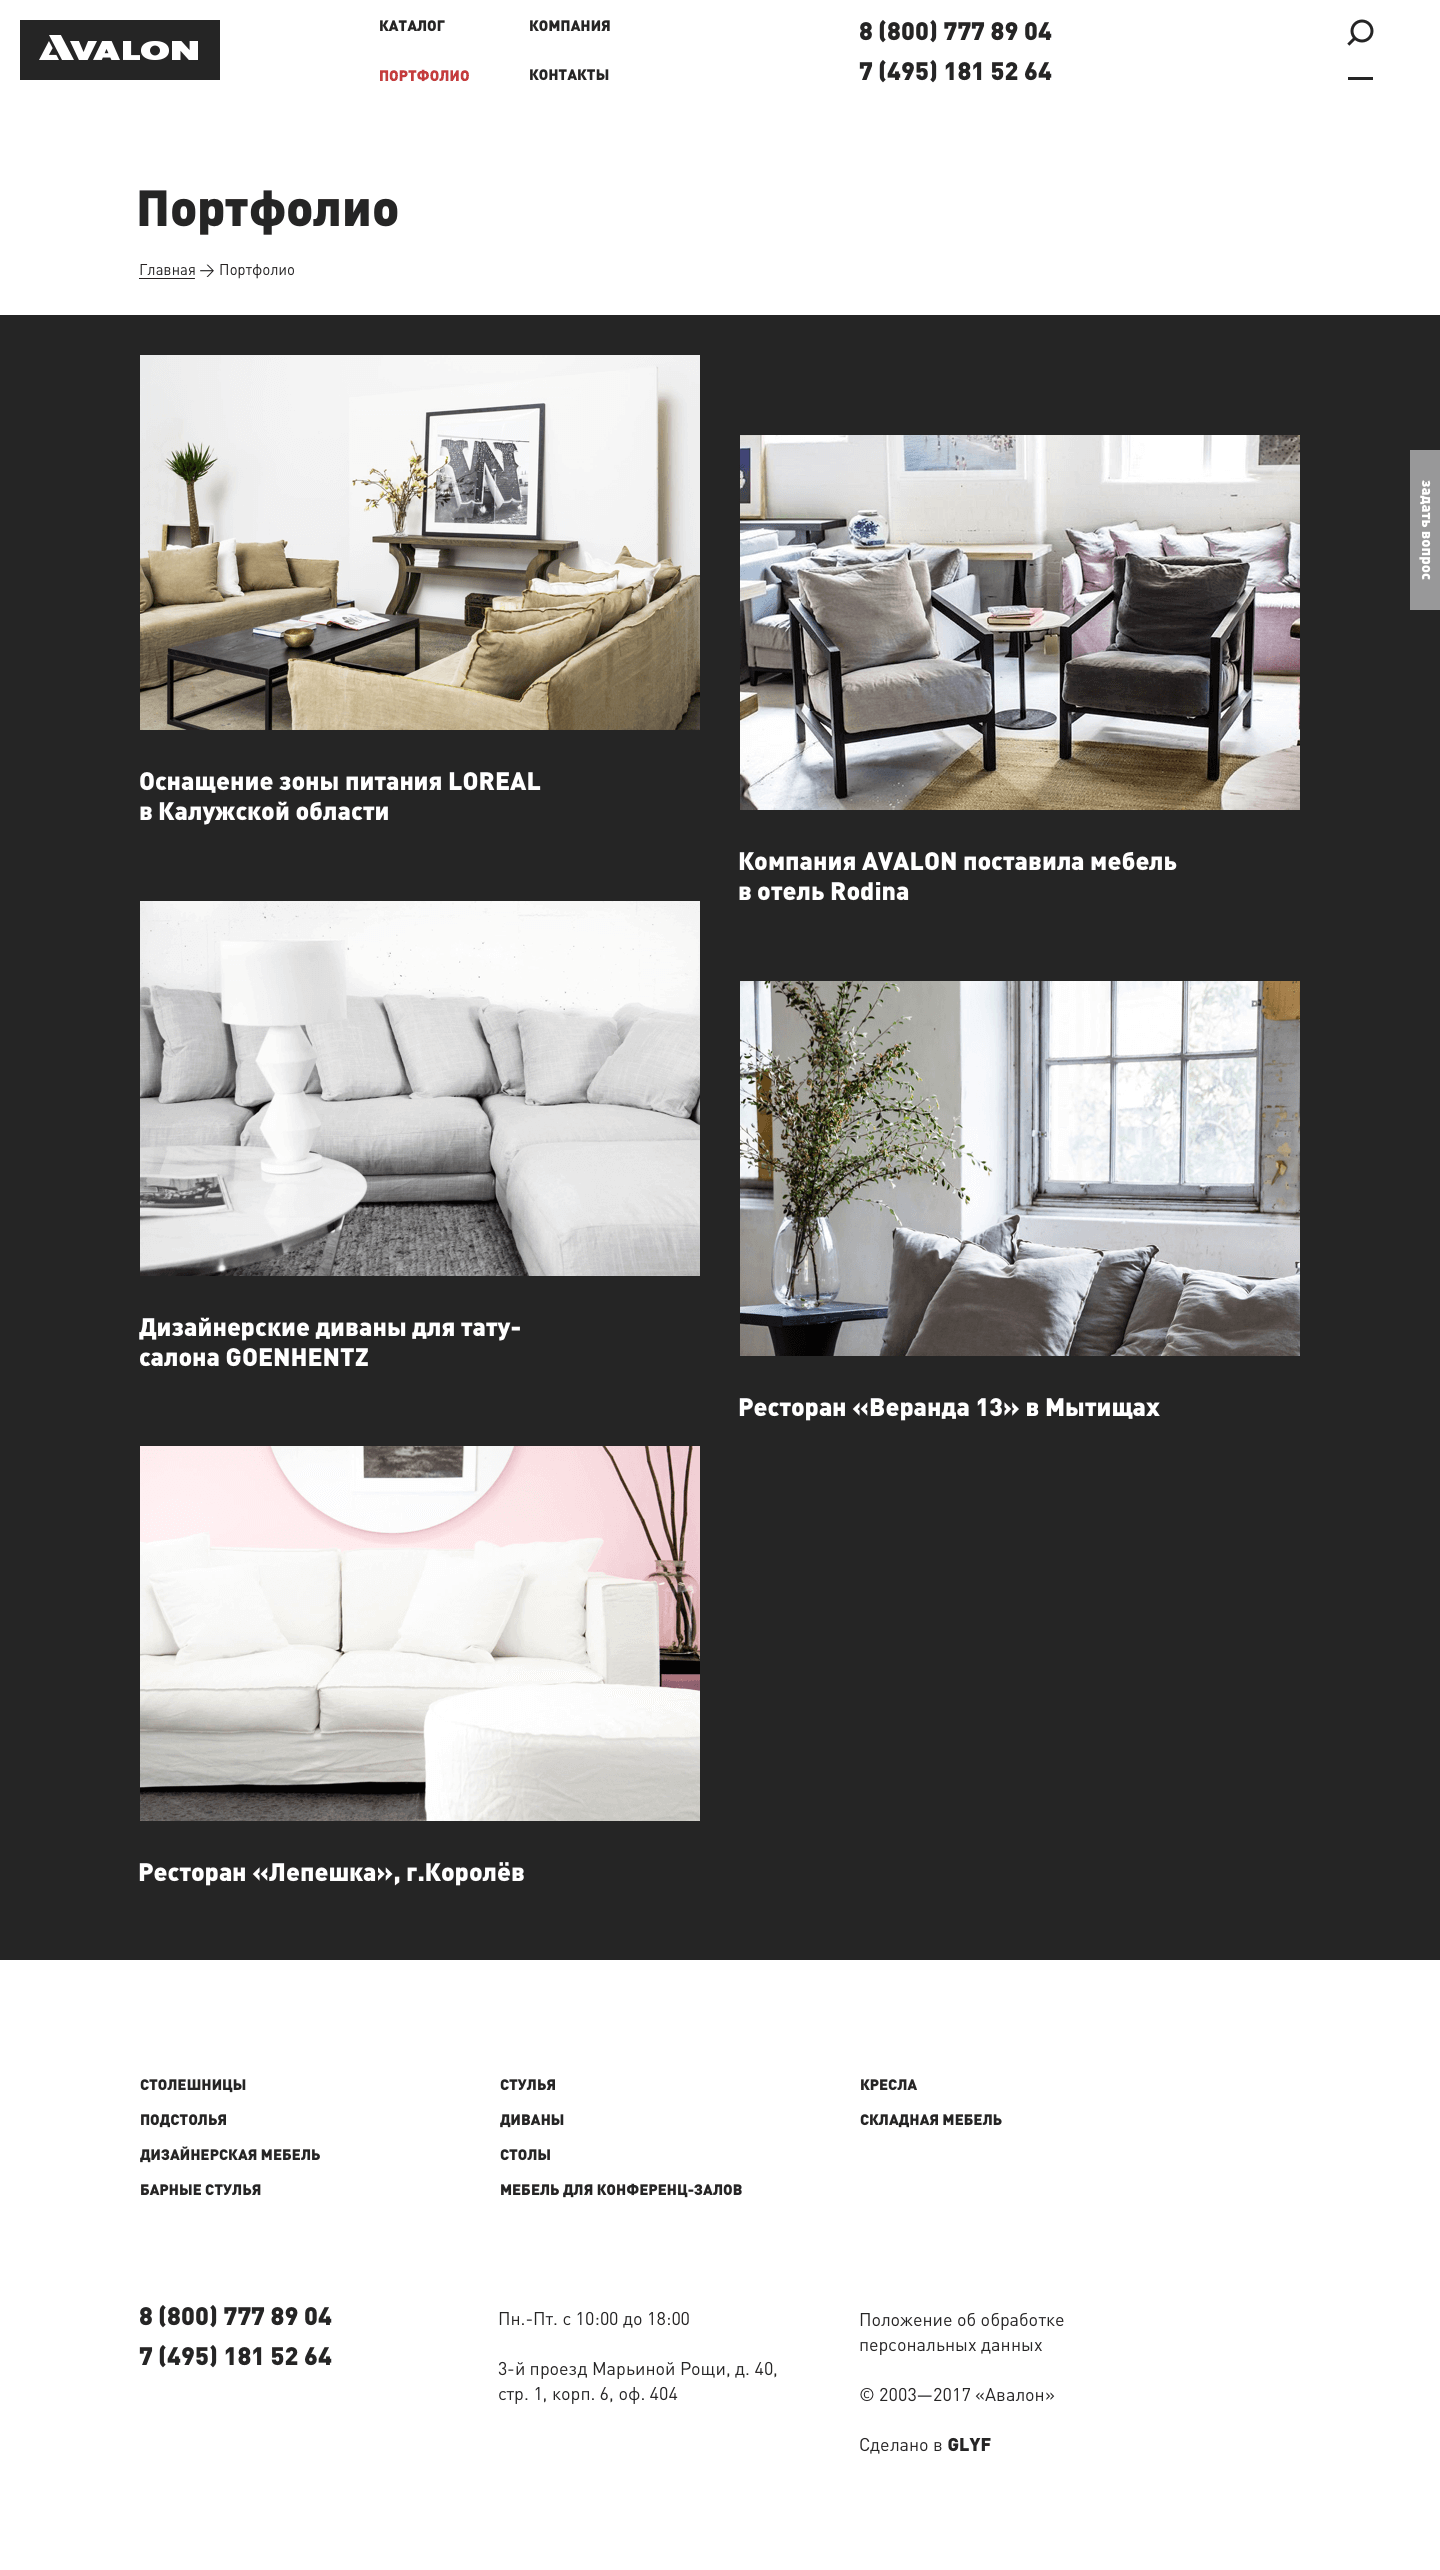 AVALON
КАТАЛОГ
КОМПАНИЯ
ПОРТФОЛИО
КОНТАКТЫ
8 (800) 777 89 04
7 (495) 181 52 64
Портфолио
Главная → Портфолио
задать вопрос
W
Оснащение зоны питания LOREAL
в Калужской области
Компания AVALON поставила мебель
в отель Rodina
Дизайнерские диваны для тату-
салона GOENHENTZ
Ресторан «Веранда 13» в Мытищах
Ресторан «Лепешка», г.Королёв
СТОЛЕШНИЦЫ
ПОДСТОЛЬЯ
ДИЗАЙНЕРСКАЯ МЕБЕЛЬ
БАРНЫЕ СТУЛЬЯ
СТУЛЬЯ
ДИВАНЫ
СТОЛЫ
МЕБЕЛЬ ДЛЯ КОНФЕРЕНЦ-ЗАЛОВ
КРЕСЛА
СКЛАДНАЯ МЕБЕЛЬ
8 (800) 777 89 04
7 (495) 181 52 64
Пн.-Пт. с 10:00 до 18:00
3-й проезд Марьиной Рощи, д. 40,
стр. 1, корп. 6, оф. 404
Положение об обработке
персональных данных
© 2003—2017 «Авалон»
Сделано в GLYF